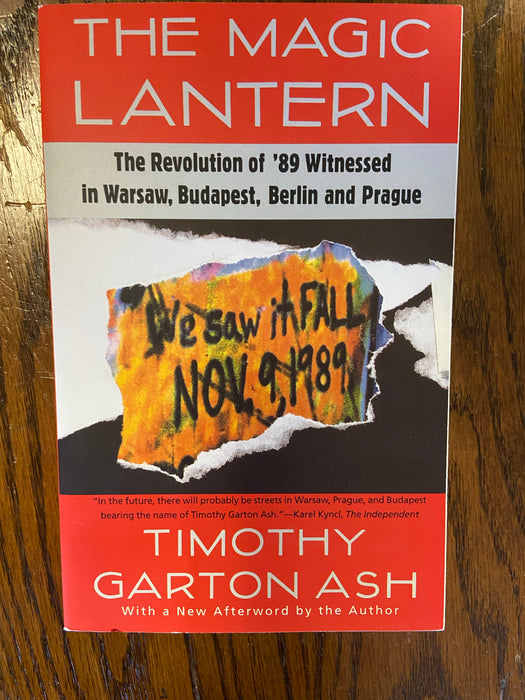 THE MAGIC
LANTERN
The Revolution of ’89 Witnessed
in Warsaw, Budapest, Berlin and Prague
We saw it FALL
NOV. 9 1989
“In the future, there will probably be streets in Warsaw, Prague, and Budapest
bearing the name of Timothy Garton Ash.”—Karel Kyncl, The Independent
TIMOTHY
GARTON ASH
With a New Afterword by the Author